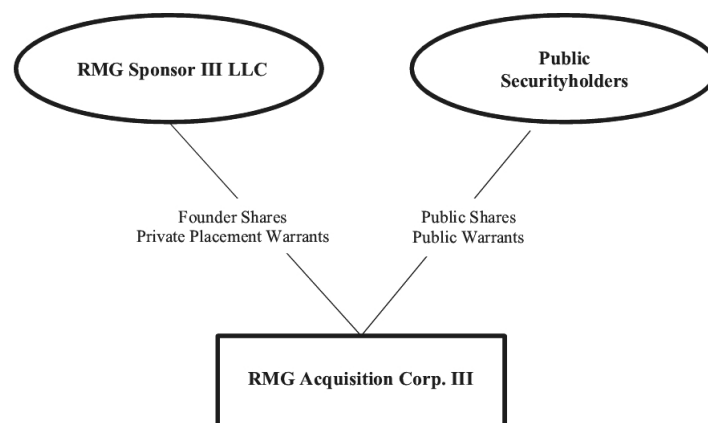 RMG Sponsor III LLC
Public
Securityholders
Founder Shares
Private Placement Warrants
Public Shares
Public Warrants
RMG Acquisition Corp. III